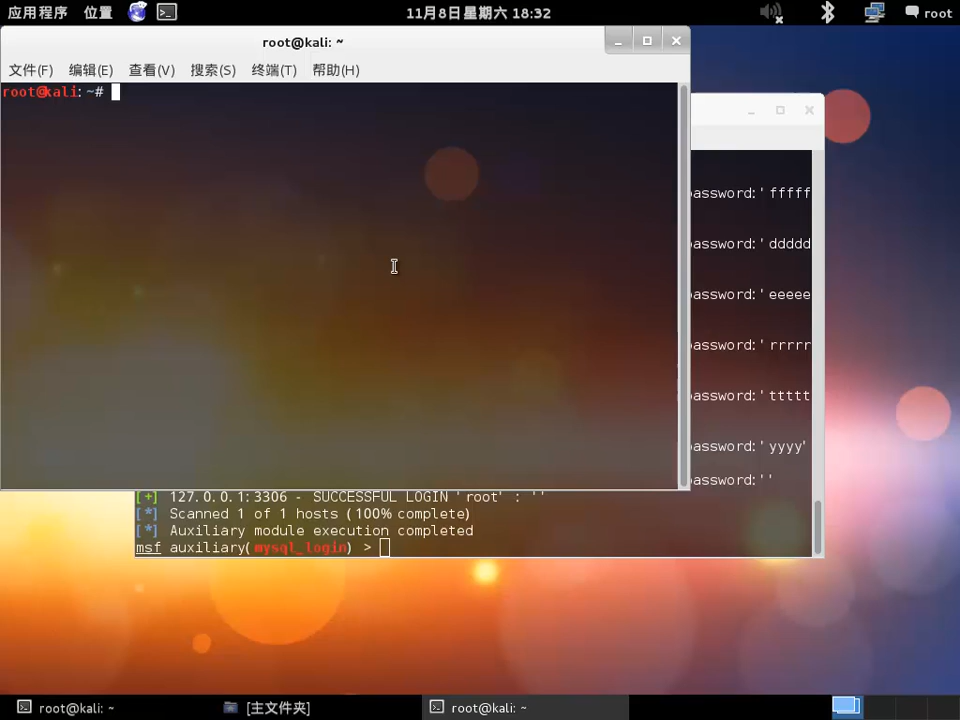 应用程序 位置 11月8日星期六 18:32 root
root@kali: ~
文件(F) 编辑(E) 查看(V) 搜索(S) 终端(T) 帮助(H)
root@kali:~#
password:'fffff
password:'ddddd
password:'eeeee
password:'rrrrr
password:'ttttt
password:'yyyy'
password:''
[+] 127.0.0.1:3306 - SUCCESSFUL LOGIN 'root' : ''
[*] Scanned 1 of 1 hosts (100% complete)
[*] Auxiliary module execution completed
msf auxiliary(mysql_login) >
root@kali: ~ [主文件夹] root@kali: ~